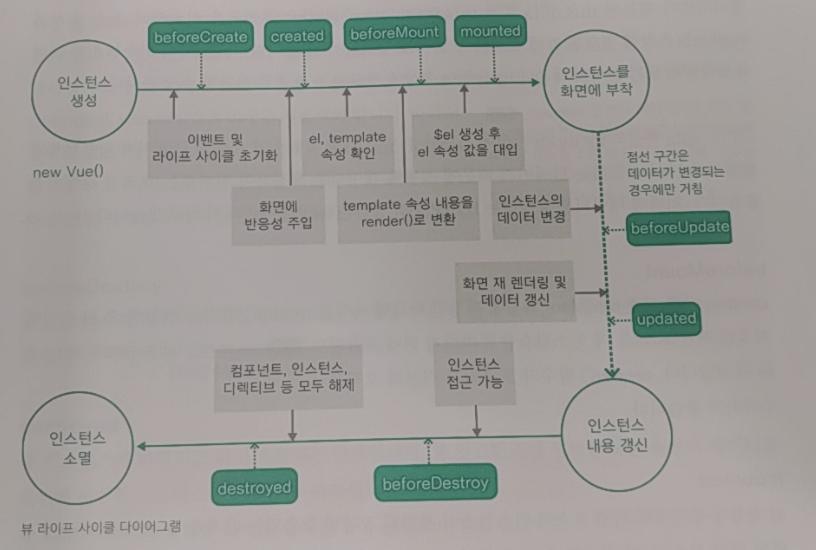 beforeCreate
created
beforeMount
mounted
인스턴스
생성
인스턴스를
화면에 부착
new Vue()
이벤트 및
라이프 사이클 초기화
el, template
속성 확인
$el 생성 후
el 속성 값을 대입
화면에
반응성 주입
template 속성 내용을
render()로 변환
인스턴스의
데이터 변경
점선 구간은
데이터가 변경되는
경우에만 거침
beforeUpdate
화면 재 렌더링 및
데이터 갱신
updated
컴포넌트, 인스턴스,
디렉티브 등 모두 해제
인스턴스
접근 가능
인스턴스
소멸
인스턴스
내용 갱신
destroyed
beforeDestroy
뷰 라이프 사이클 다이어그램